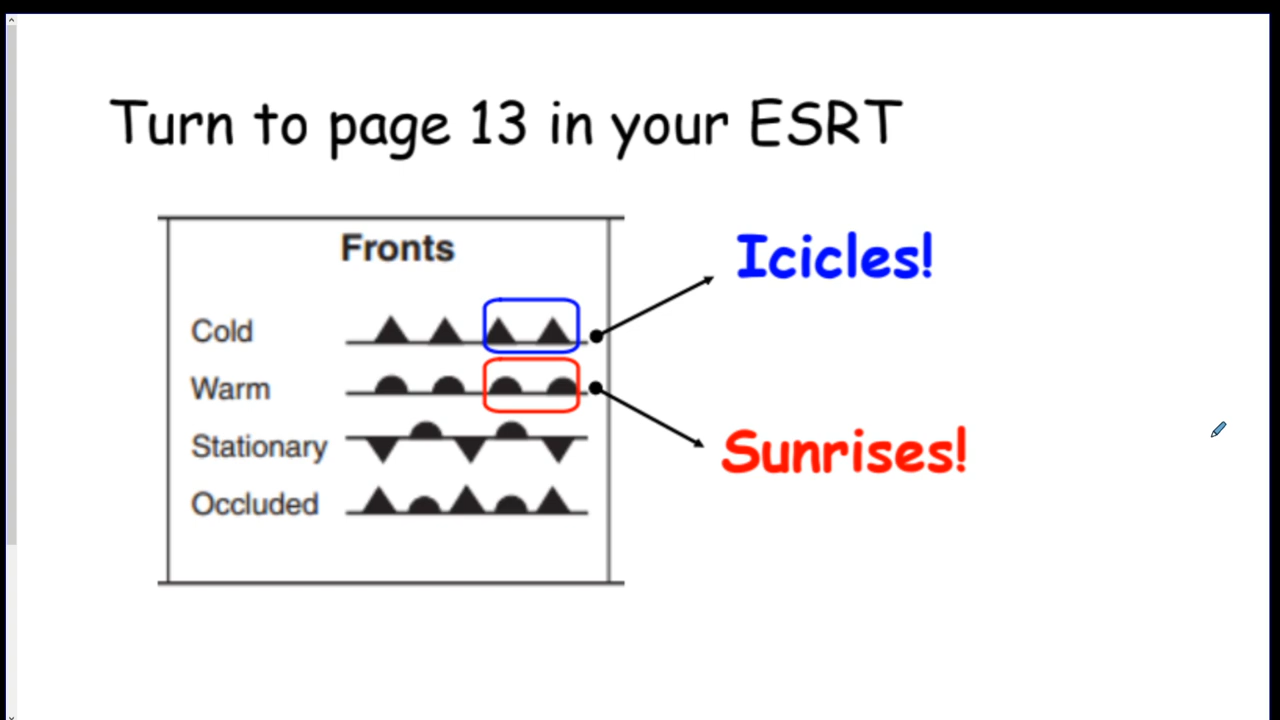 Turn to page 13 in your ESRT
Fronts
Icicles!
Cold
Warm
Stationary
Sunrises!
Occluded